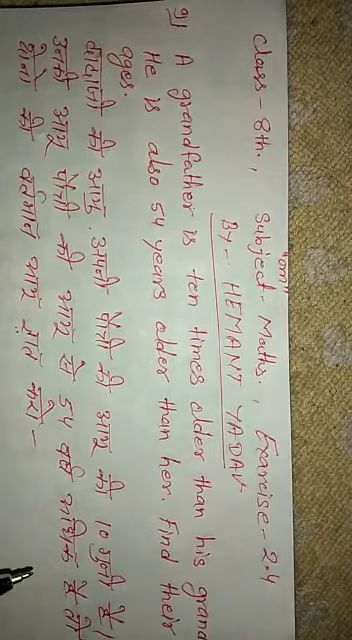 "om"
Class - 8th., Subject - Maths., Exercise - 2.4
By - HEMANT YADAV
9) A grandfather is ten times older than his grand
He is also 54 years older than her. Find their
ages.
दादाजी की आयु, उनकी पोती की आयु की 10 गुनी है।
उनकी आयु पोती की आयु से 54 वर्ष अधिक है तो
दोनों की वर्तमान आयु ज्ञात करो -